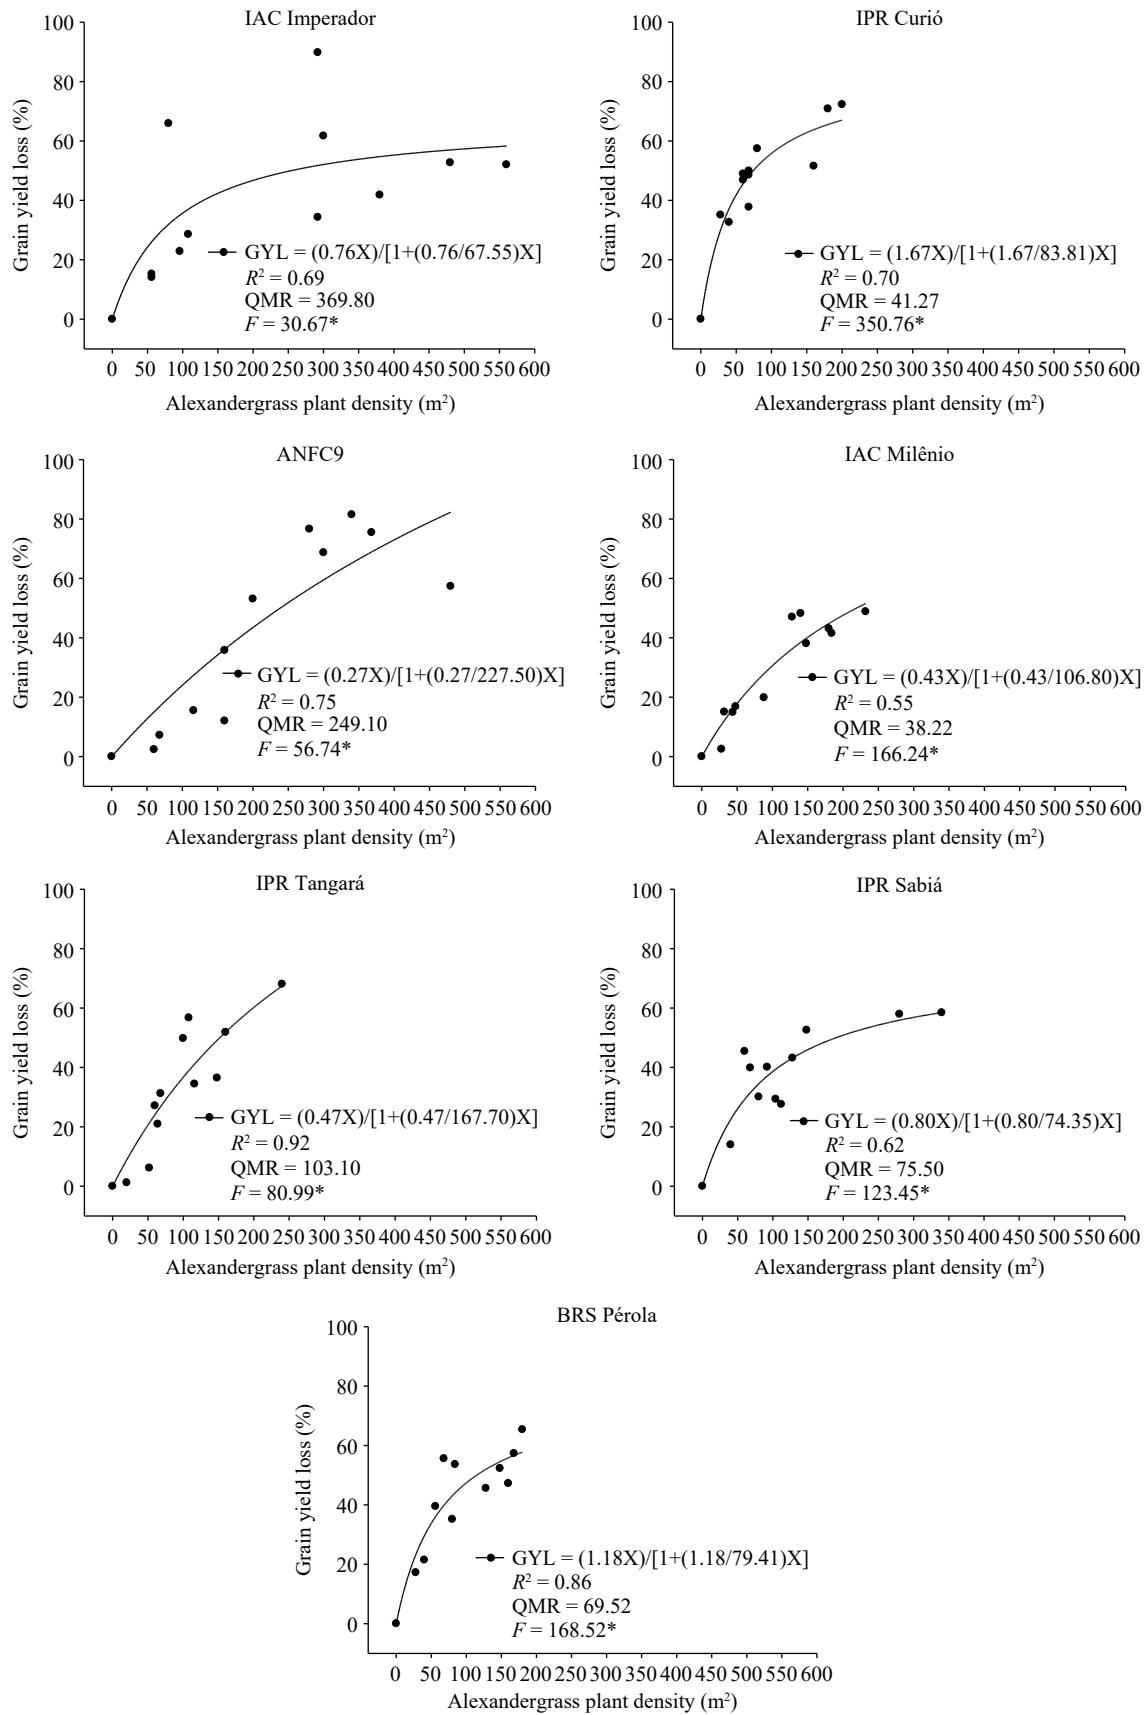 IAC Imperador
Grain yield loss (%)
100
80
60
40
20
0
GYL = (0.76X)/[1+(0.76/67.55)X]
R² = 0.69
QMR = 369.80
F = 30.67*
0 50 100 150 200 250 300 350 400 450 500 550 600
Alexandergrass plant density (m²)
IPR Curió
Grain yield loss (%)
100
80
60
40
20
0
GYL = (1.67X)/[1+(1.67/83.81)X]
R² = 0.70
QMR = 41.27
F = 350.76*
0 50 100 150 200 250 300 350 400 450 500 550 600
Alexandergrass plant density (m²)
ANFC9
Grain yield loss (%)
100
80
60
40
20
0
GYL = (0.27X)/[1+(0.27/227.50)X]
R² = 0.75
QMR = 249.10
F = 56.74*
0 50 100 150 200 250 300 350 400 450 500 550 600
Alexandergrass plant density (m²)
IAC Milênio
Grain yield loss (%)
100
80
60
40
20
0
GYL = (0.43X)/[1+(0.43/106.80)X]
R² = 0.55
QMR = 38.22
F = 166.24*
0 50 100 150 200 250 300 350 400 450 500 550 600
Alexandergrass plant density (m²)
IPR Tangará
Grain yield loss (%)
100
80
60
40
20
0
GYL = (0.47X)/[1+(0.47/167.70)X]
R² = 0.92
QMR = 103.10
F = 80.99*
0 50 100 150 200 250 300 350 400 450 500 550 600
Alexandergrass plant density (m²)
IPR Sabiá
Grain yield loss (%)
100
80
60
40
20
0
GYL = (0.80X)/[1+(0.80/74.35)X]
R² = 0.62
QMR = 75.50
F = 123.45*
0 50 100 150 200 250 300 350 400 450 500 550 600
Alexandergrass plant density (m²)
BRS Pérola
Grain yield loss (%)
100
80
60
40
20
0
GYL = (1.18X)/[1+(1.18/79.41)X]
R² = 0.86
QMR = 69.52
F = 168.52*
0 50 100 150 200 250 300 350 400 450 500 550 600
Alexandergrass plant density (m²)